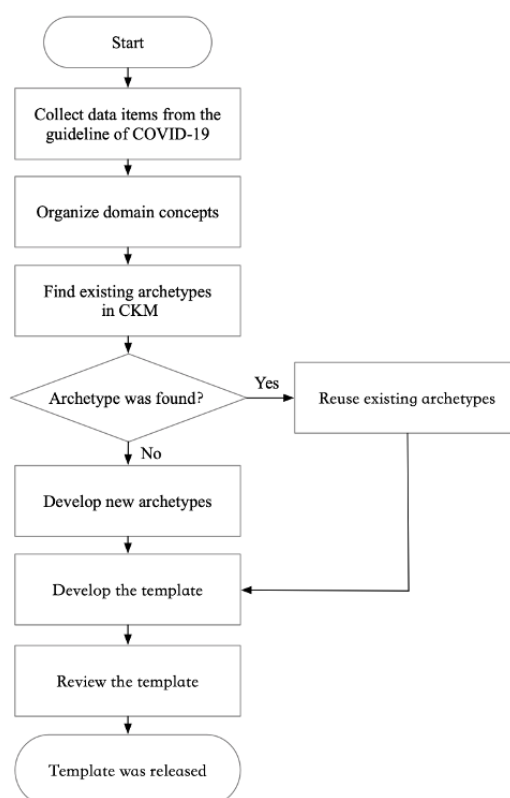 Start
Collect data items from the
guideline of COVID-19
Organize domain concepts
Find existing archetypes
in CKM
Archetype was found?
Yes
Reuse existing archetypes
No
Develop new archetypes
Develop the template
Review the template
Template was released